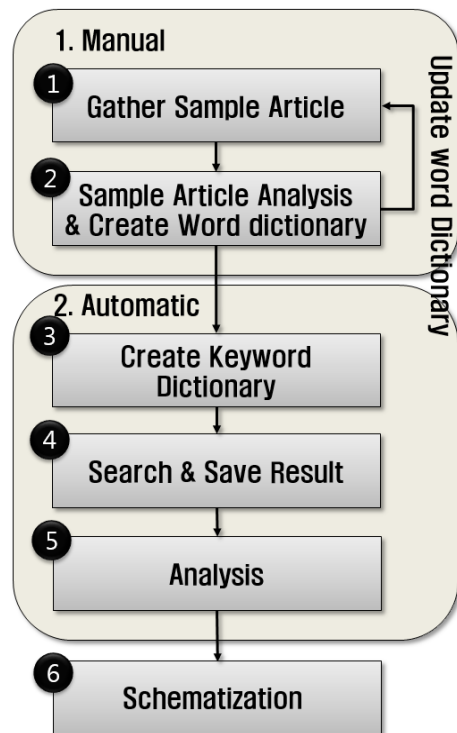 1. Manual
1
Gather Sample Article
2
Sample Article Analysis
& Create Word dictionary
Update word Dictionary
2. Automatic
3
Create Keyword
Dictionary
4
Search & Save Result
5
Analysis
6
Schematization